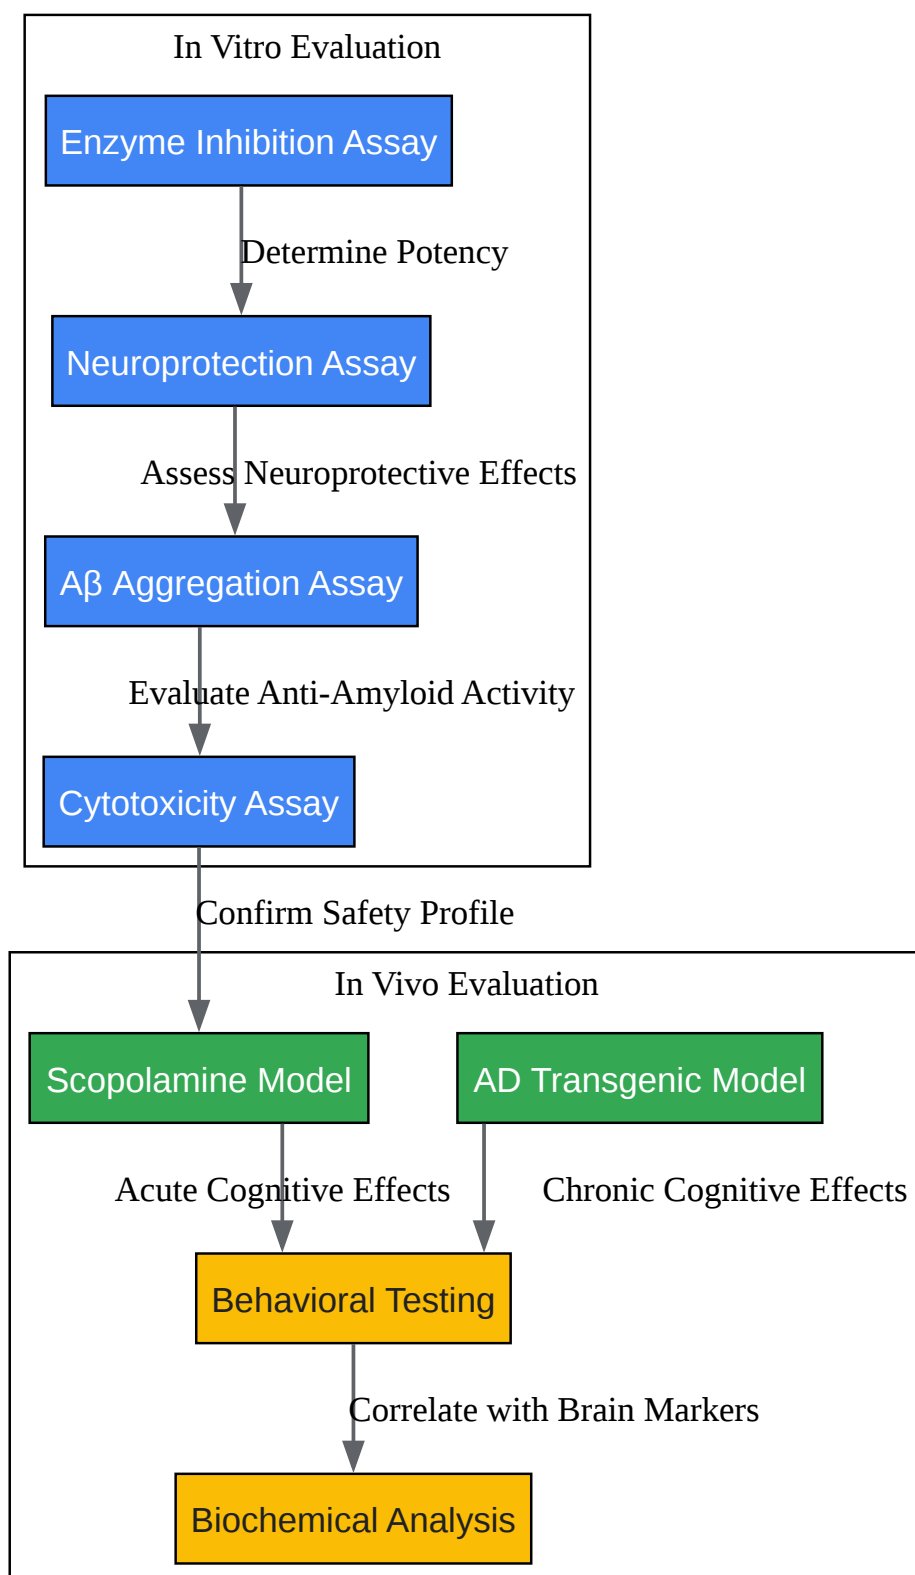 In Vitro Evaluation
Enzyme Inhibition Assay
Determine Potency
Neuroprotection Assay
Assess Neuroprotective Effects
Aβ Aggregation Assay
Evaluate Anti-Amyloid Activity
Cytotoxicity Assay
Confirm Safety Profile
In Vivo Evaluation
Scopolamine Model
AD Transgenic Model
Acute Cognitive Effects
Chronic Cognitive Effects
Behavioral Testing
Correlate with Brain Markers
Biochemical Analysis